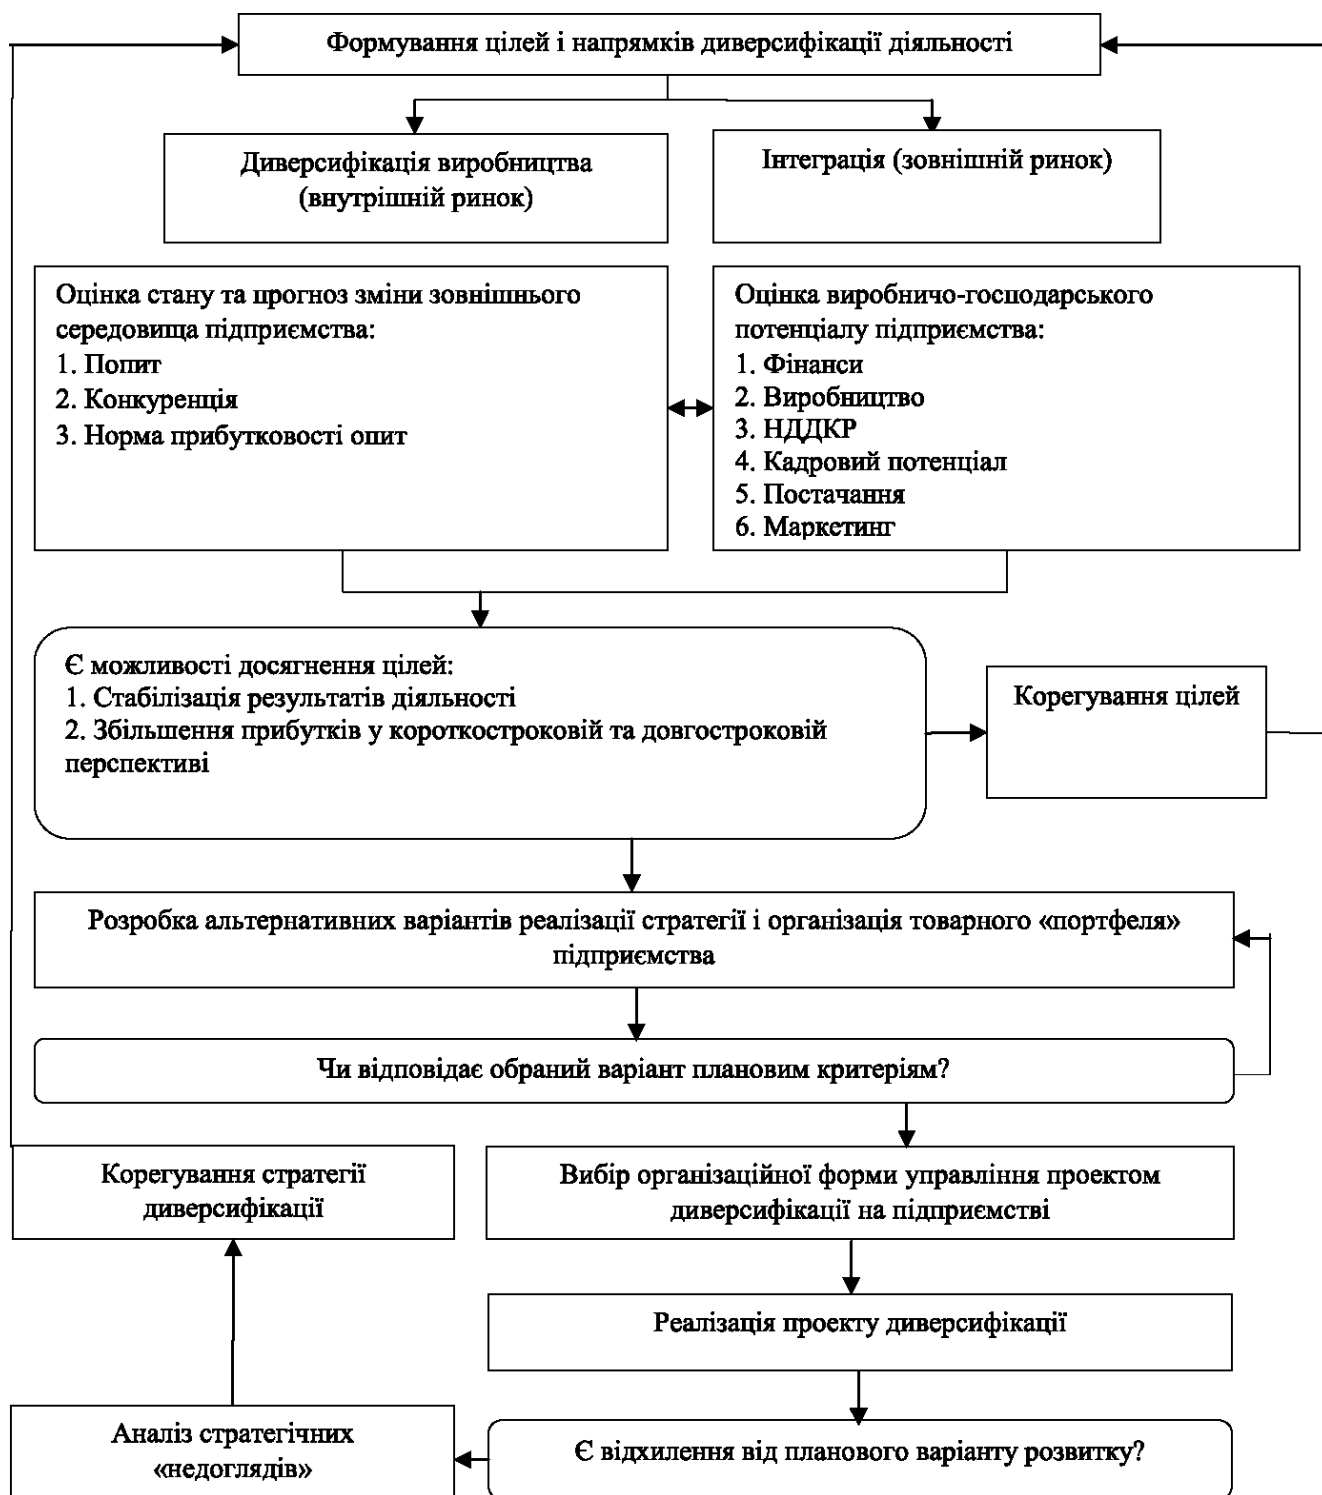 Формування цілей і напрямків диверсифікації діяльності
Диверсифікація виробництва
(внутрішній ринок)
Інтеграція (зовнішній ринок)
Оцінка стану та прогноз зміни зовнішнього
середовища підприємства:
1. Попит
2. Конкуренція
3. Норма прибутковості опит
Оцінка виробничо-господарського
потенціалу підприємства:
1. Фінанси
2. Виробництво
3. НДДКР
4. Кадровий потенціал
5. Постачання
6. Маркетинг
Є можливості досягнення цілей:
1. Стабілізація результатів діяльності
2. Збільшення прибутків у короткостроковій та довгостроковій
перспективі
Корегування цілей
Розробка альтернативних варіантів реалізації стратегії і організація товарного «портфеля»
підприємства
Чи відповідає обраний варіант плановим критеріям?
Корегування стратегії
диверсифікації
Вибір організаційної форми управління проектом
диверсифікації на підприємстві
Реалізація проекту диверсифікації
Аналіз стратегічних
«недоглядів»
Є відхилення від планового варіанту розвитку?